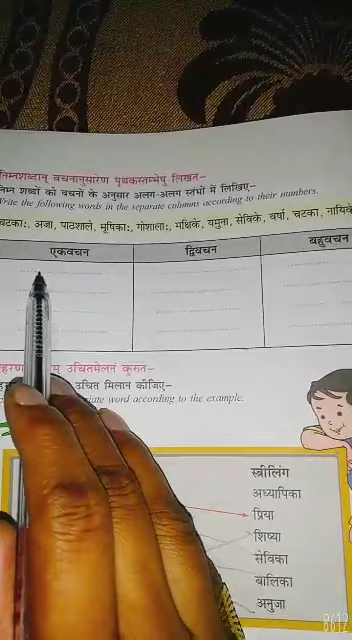 निम्नशब्दान् वचनानुसारेण पृथकस्तम्भेषु लिखत–
निम्न शब्दों को वचनों के अनुसार अलग-अलग स्तंभों में लिखिए–
Write the following words in the separate columns according to their numbers.
चटकाः, अजा, पाठशाले, मूषिकाः, गोशालाः, मक्षिके, यमुना, सेविके, वर्षा, चटका, नायिके
एकवचन द्विवचन बहुवचन
उचितमेलनं कुरुत–
उचित मिलान कीजिए–
word according to the example.
स्त्रीलिंग
अध्यापिका
प्रिया
शिष्या
सेविका
बालिका
अनुजा